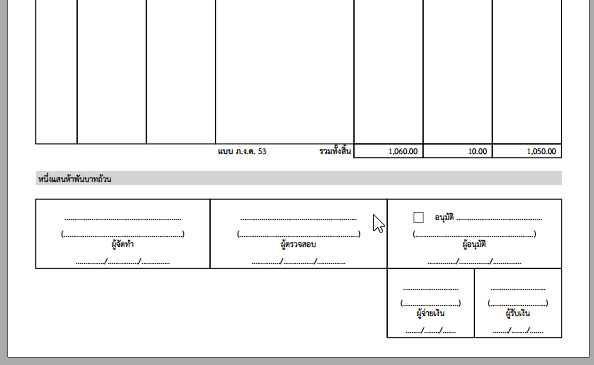 แบบ ภ.ง.ด. 53 รวมทั้งสิ้น 1,060.00 10.00 1,050.00
หนึ่งแสนห้าพันบาทถ้วน
............................................ ............................................ อนุมัติ ................................
(............................................) (............................................) (............................................)
ผู้จัดทำ ผู้ตรวจสอบ ผู้อนุมัติ
.........../.........../........... .........../.........../........... .........../.........../...........
..................... .....................
(.....................) (.....................)
ผู้จ่ายเงิน ผู้รับเงิน
......./....../...... ......./....../......